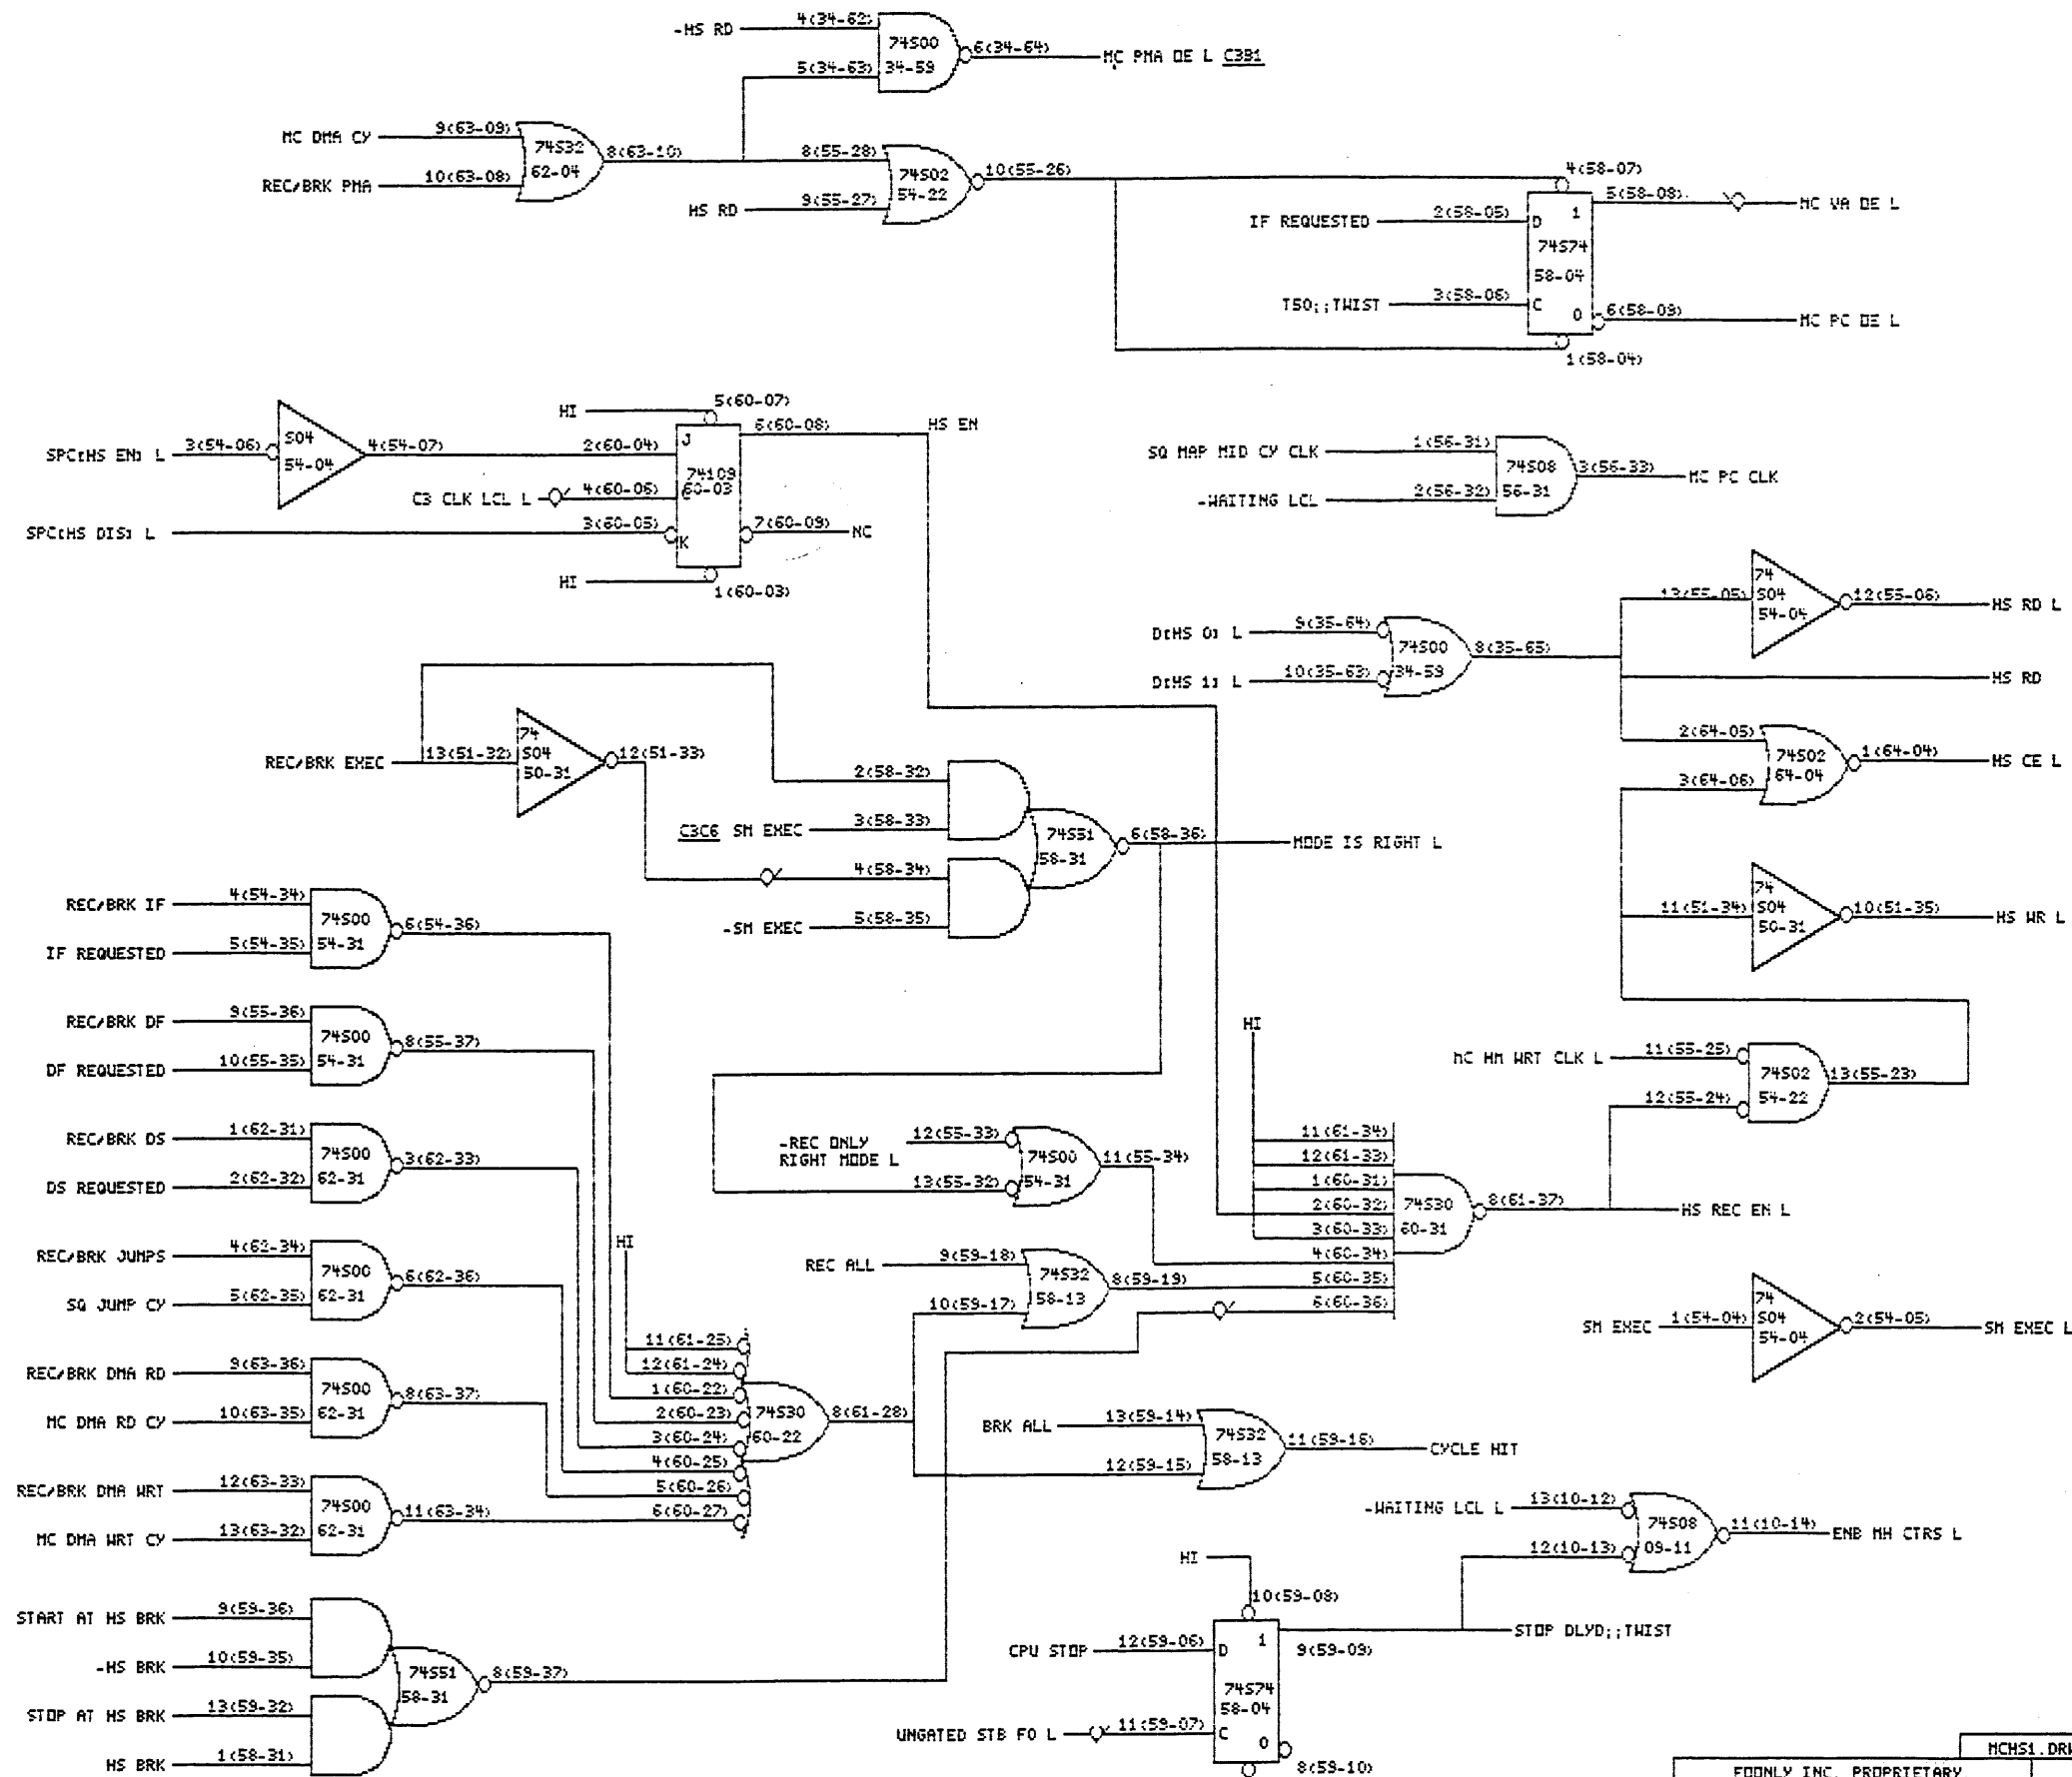 -HS RD 4(34-62) 74S00 34-59 6(34-64) MC PMA OE L C3B1
5(34-63)
MC DMA CY 9(63-09) 74S32 62-04 8(63-10) 8(55-28) 74S02 54-22 10(55-26)
REC/BRK PMA 10(63-08)
HS RD 9(55-27)
4(58-07)
IF REQUESTED 2(58-05) D 1 5(58-08) MC VA OE L
74S74
58-04
T50;;TWIST 3(58-06) C 0 6(58-09) MC PC OE L
1(58-04)
HI 5(60-07)
SPC[HS EN] L 3(54-06) S04 54-04 4(54-07) 2(60-04) J 6(60-08) HS EN
74109
60-03
C3 CLK LCL L 4(60-06) C
SPC[HS DIS] L 3(60-05) K 7(60-09) NC
HI 1(60-03)
SQ MAP MID CY CLK 1(56-31) 74S08 56-31 3(56-33) MC PC CLK
-WAITING LCL 2(56-32)
D[HS 0] L 9(35-64) 74S00 34-59 8(35-65)
D[HS 1] L 10(35-63)
13(55-05) 74 S04 54-04 12(55-06) HS RD L
HS RD
2(64-05) 74S02 64-04 1(64-04) HS CE L
3(64-06)
11(51-34) 74 S04 50-31 10(51-35) HS WR L
REC/BRK EXEC 13(51-32) 74 S04 50-31 12(51-33)
2(58-32)
C3C6 SM EXEC 3(58-33) 74S51 58-31 6(58-36) MODE IS RIGHT L
4(58-34)
-SM EXEC 5(58-35)
REC/BRK IF 4(54-34) 74S00 54-31 6(54-36)
IF REQUESTED 5(54-35)
REC/BRK DF 9(55-36) 74S00 54-31 8(55-37)
DF REQUESTED 10(55-35)
REC/BRK DS 1(62-31) 74S00 62-31 3(62-33)
DS REQUESTED 2(62-32)
REC/BRK JUMPS 4(62-34) 74S00 62-31 6(62-36)
SQ JUMP CY 5(62-35)
REC/BRK DMA RD 9(63-36) 74S00 62-31 8(63-37)
MC DMA RD CY 10(63-35)
REC/BRK DMA WRT 12(63-33) 74S00 62-31 11(63-34)
MC DMA WRT CY 13(63-32)
HI
11(61-25)
12(61-24)
1(60-22)
2(60-23) 74S30 60-22 8(61-28)
3(60-24)
4(60-25)
5(60-26)
6(60-27)
-REC ONLY
RIGHT MODE L
12(55-33) 74S00 54-31 11(55-34)
13(55-32)
REC ALL 9(59-18) 74S32 58-13 8(59-19)
10(59-17)
HI
11(61-34)
12(61-33)
1(60-31)
2(60-32) 74S30 60-31 8(61-37) HS REC EN L
3(60-33)
4(60-34)
5(60-35)
6(60-36)
MC HM WRT CLK L 11(55-25) 74S02 54-22 13(55-23)
12(55-24)
SM EXEC 1(54-04) 74 S04 54-04 2(54-05) SM EXEC L
BRK ALL 13(59-14) 74S32 58-13 11(59-16) CYCLE HIT
12(59-15)
-WAITING LCL L 13(10-12) 74S08 09-11 11(10-14) ENB MH CTRS L
12(10-13)
START AT HS BRK 9(59-36)
-HS BRK 10(59-35) 74S51 58-31 8(59-37)
STOP AT HS BRK 13(59-32)
HS BRK 1(58-31)
HI 10(59-08)
CPU STOP 12(59-06) D 1 9(59-09) STOP DLYD;;TWIST
74S74
58-04
UNGATED STB F0 L 11(59-07) C 0 8(59-10)
MCHS1.DRW
FOONLY INC. PROPRIETARY